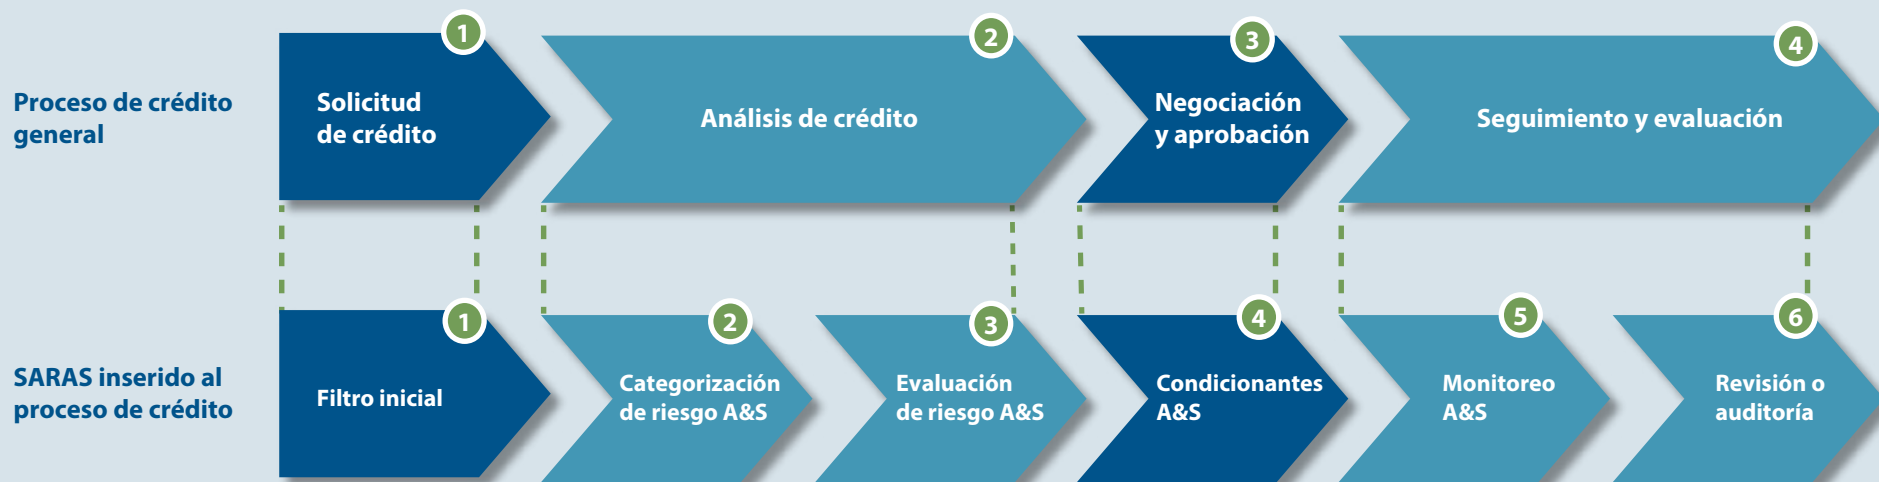 Proceso de crédito
general
1
Solicitud
de crédito
2
Análisis de crédito
3
Negociación
y aprobación
4
Seguimiento y evaluación
SARAS inserido al
proceso de crédito
1
Filtro inicial
2
Categorización
de riesgo A&S
3
Evaluación
de riesgo A&S
4
Condicionantes
A&S
5
Monitoreo
A&S
6
Revisión o
auditoría